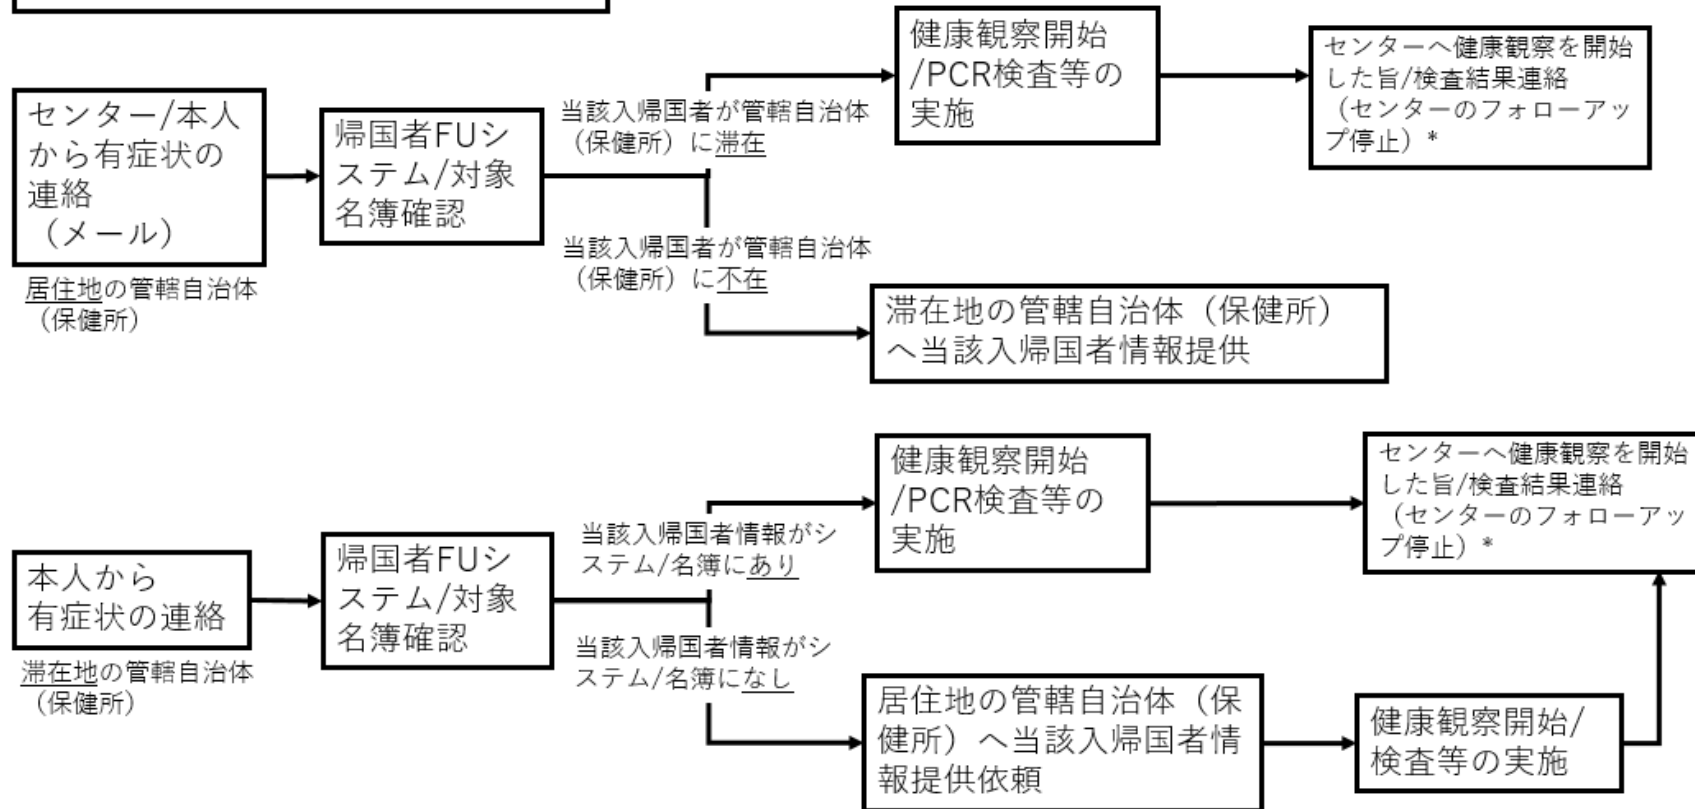 センター/本人
から有症状の
連絡
（メール）
居住地の管轄自治体
（保健所）
帰国者FUシ
ステム/対象
名簿確認
当該入帰国者が管轄自治体
（保健所）に滞在
健康観察開始
/PCR検査等の
実施
センターへ健康観察を開始
した旨/検査結果連絡
（センターのフォローアッ
プ停止）*
当該入帰国者が管轄自治体
（保健所）に不在
滞在地の管轄自治体（保健所）
へ当該入帰国者情報提供
本人から
有症状の連絡
滞在地の管轄自治体
（保健所）
帰国者FUシ
ステム/対象
名簿確認
当該入帰国者情報がシ
ステム/名簿にあり
健康観察開始
/PCR検査等の
実施
センターへ健康観察を開始
した旨/検査結果連絡
（センターのフォローアッ
プ停止）*
当該入帰国者情報がシ
ステム/名簿になし
居住地の管轄自治体（保
健所）へ当該入帰国者情
報提供依頼
健康観察開始/
検査等の実施